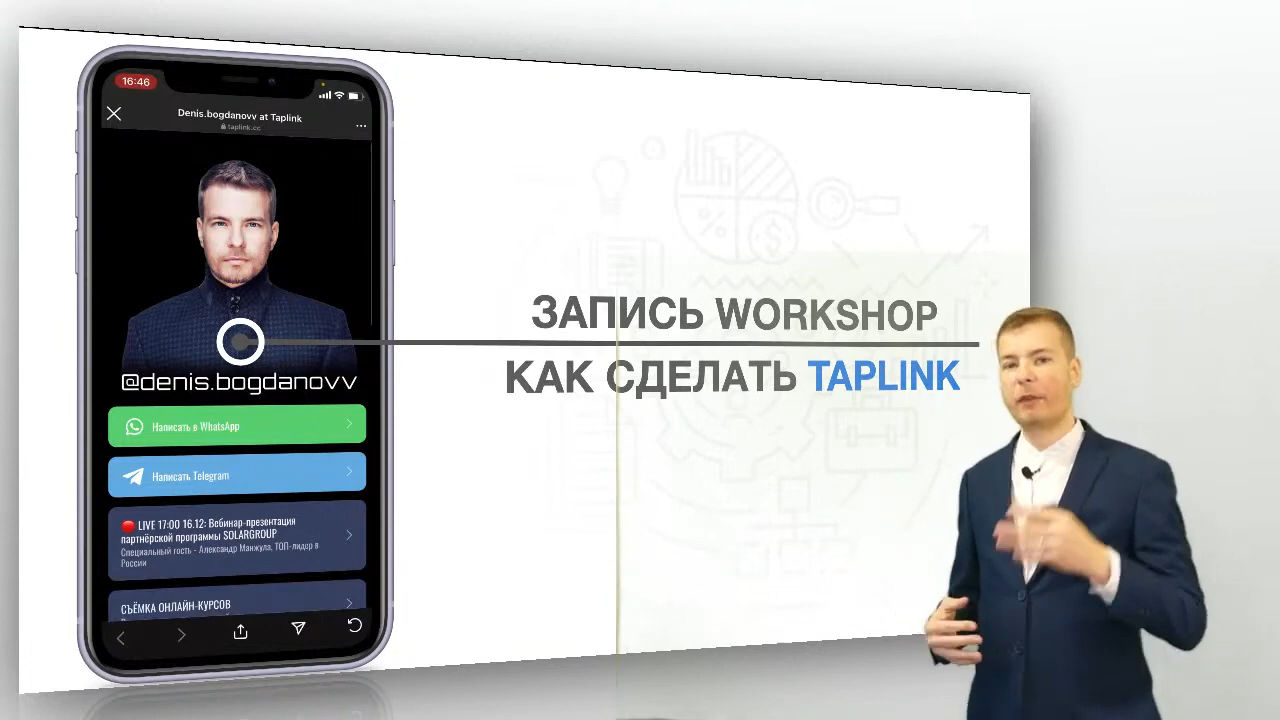 16:46
Denis.bogdanovv at Taplink
taplink.cc
@denis.bogdanovv
Написать в WhatsApp
Написать Telegram
LIVE 17:00 16.12: Вебинар-презентация
партнёрской программы SOLARGROUP
Специальный гость - Александр Манжула, ТОП-лидер в
России
СЪЁМКА ОНЛАЙН-КУРСОВ
ЗАПИСЬ WORKSHOP
КАК СДЕЛАТЬ TAPLINK